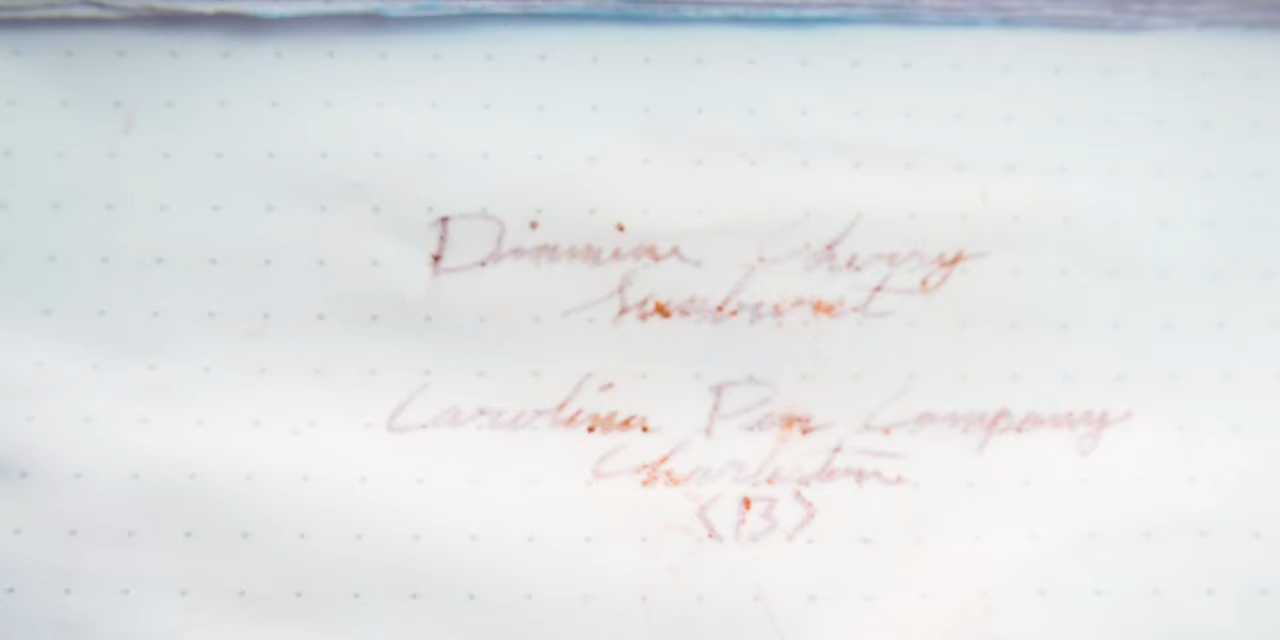 Diamine Cherry
Sunburst
Carolina Pen Company
Charleston
<B>